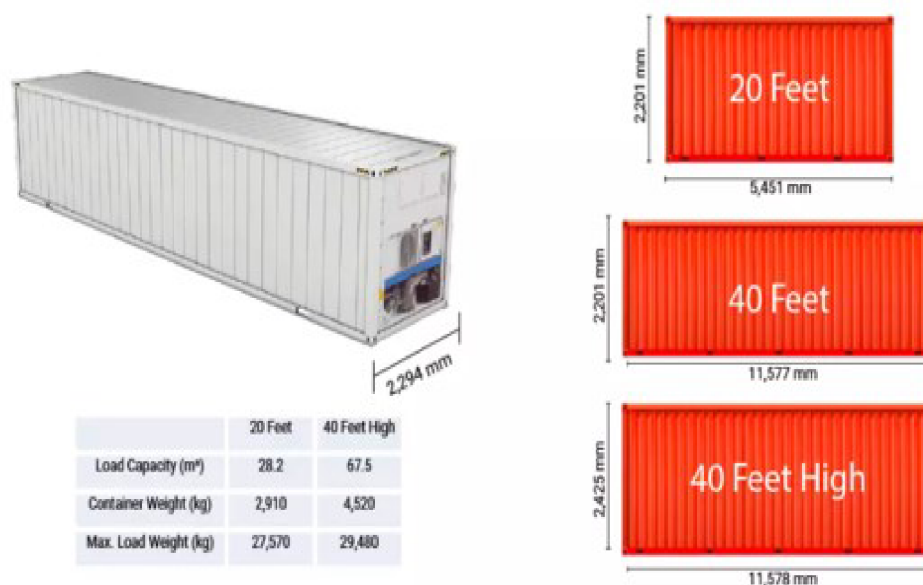 20 Feet
2,201 mm
5,451 mm
40 Feet
2,201 mm
11,577 mm
2,294 mm
20 Feet 40 Feet High
Load Capacity (m³) 28.2 67.5
Container Weight (kg) 2,910 4,520
Max. Load Weight (kg) 27,570 29,480
40 Feet High
2,425 mm
11,578 mm